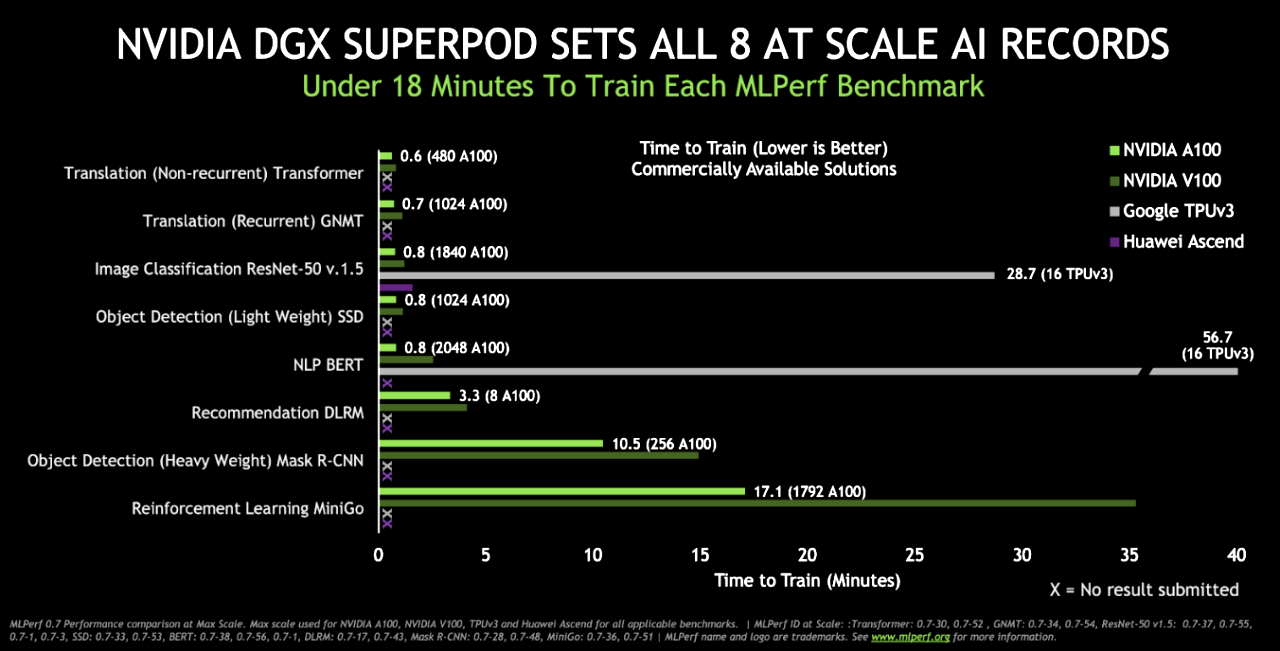 NVIDIA DGX SUPERPOD SETS ALL 8 AT SCALE AI RECORDS
Under 18 Minutes To Train Each MLPerf Benchmark
Time to Train (Lower is Better)
Commercially Available Solutions
NVIDIA A100
NVIDIA V100
Google TPUv3
Huawei Ascend
Translation (Non-recurrent) Transformer
0.6 (480 A100)
X
X
Translation (Recurrent) GNMT
0.7 (1024 A100)
X
X
Image Classification ResNet-50 v.1.5
0.8 (1840 A100)
28.7 (16 TPUv3)
Object Detection (Light Weight) SSD
0.8 (1024 A100)
X
X
NLP BERT
0.8 (2048 A100)
56.7
(16 TPUv3)
X
Recommendation DLRM
3.3 (8 A100)
X
X
Object Detection (Heavy Weight) Mask R-CNN
10.5 (256 A100)
X
X
Reinforcement Learning MiniGo
17.1 (1792 A100)
X
X
0 5 10 15 20 25 30 35 40
Time to Train (Minutes)
X = No result submitted
MLPerf 0.7 Performance comparison at Max Scale. Max scale used for NVIDIA A100, NVIDIA V100, TPUv3 and Huawei Ascend for all applicable benchmarks. | MLPerf ID at Scale: :Transformer: 0.7-30, 0.7-52 , GNMT: 0.7-34, 0.7-54, ResNet-50 v1.5: 0.7-37, 0.7-55,
0.7-1, 0.7-3, SSD: 0.7-33, 0.7-53, BERT: 0.7-38, 0.7-56, 0.7-1, DLRM: 0.7-17, 0.7-43, Mask R-CNN: 0.7-28, 0.7-48, MiniGo: 0.7-36, 0.7-51 | MLPerf name and logo are trademarks. See www.mlperf.org for more information.